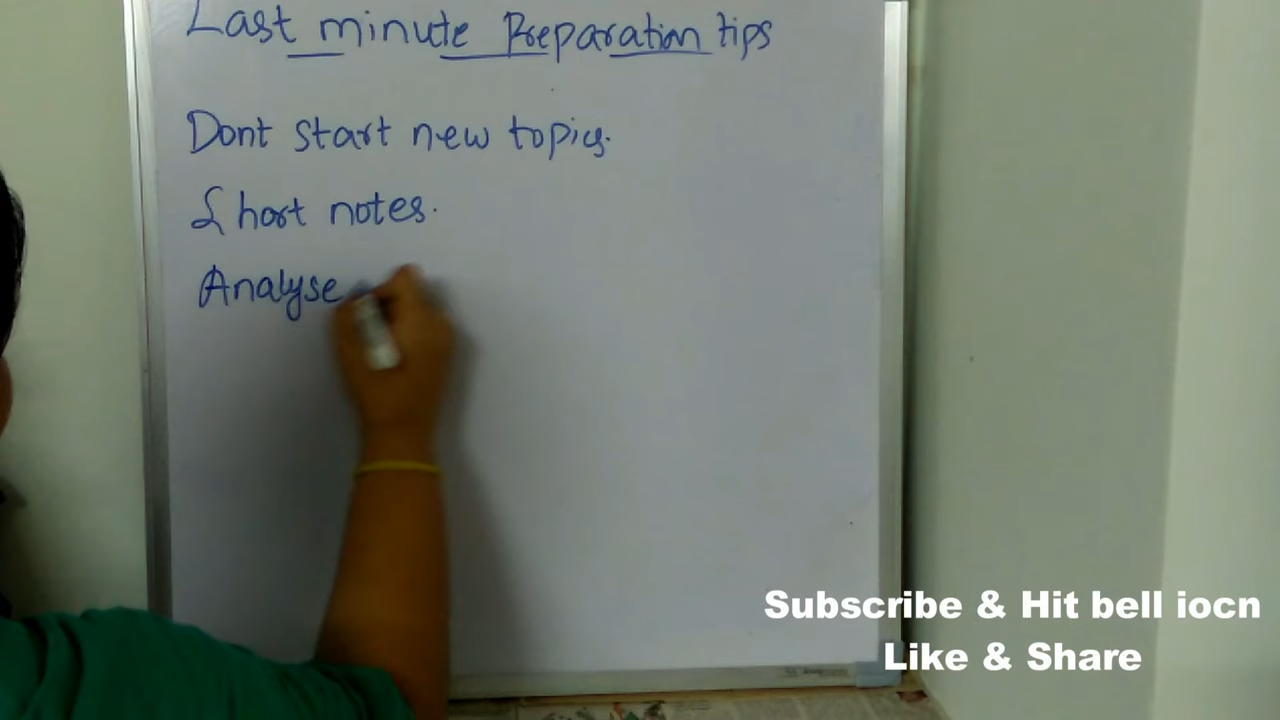 Last minute Preparation tips
Dont start new topics.
Short notes.
Analyse
Subscribe & Hit bell iocn
Like & Share